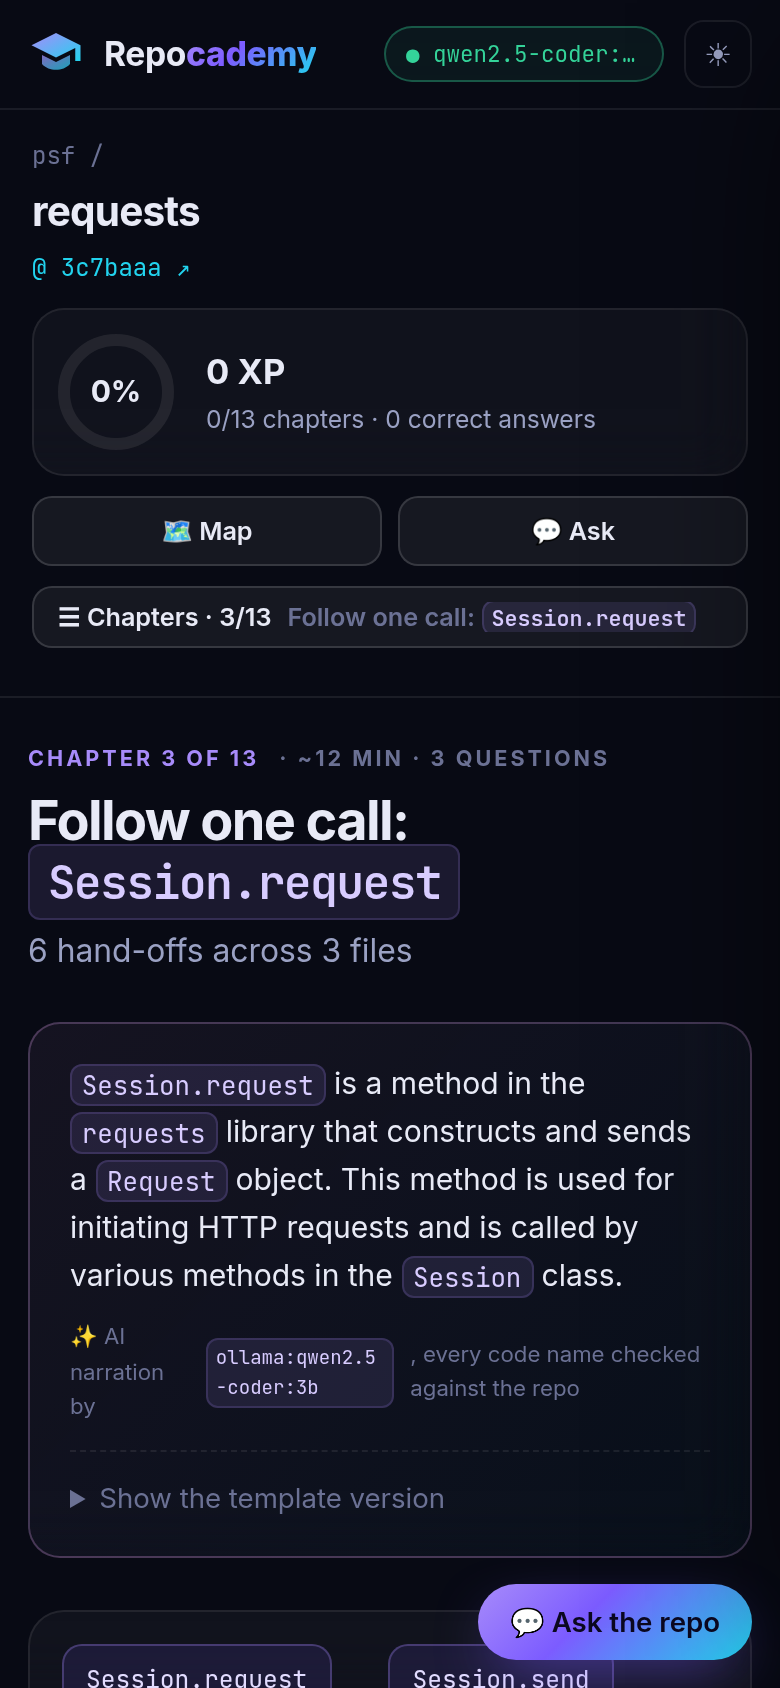 Repocademy
qwen2.5-coder:…
psf /
requests
@ 3c7baaa ↗
0%
0 XP
0/13 chapters · 0 correct answers
🗺️ Map
💬 Ask
☰ Chapters · 3/13 Follow one call: Session.request
CHAPTER 3 OF 13 · ~12 MIN · 3 QUESTIONS
Follow one call:
Session.request
6 hand-offs across 3 files
Session.request is a method in the
requests library that constructs and sends
a Request object. This method is used for
initiating HTTP requests and is called by
various methods in the Session class.
✨ AI
narration
by
ollama:qwen2.5
-coder:3b
, every code name checked
against the repo
▶ Show the template version
💬 Ask the repo
Session.request
Session.send